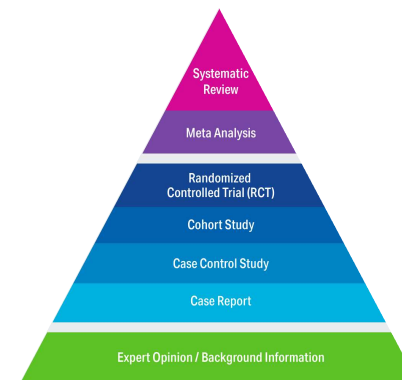 Systematic
Review
Meta Analysis
Randomized
Controlled Trial (RCT)
Cohort Study
Case Control Study
Case Report
Expert Opinion / Background Information